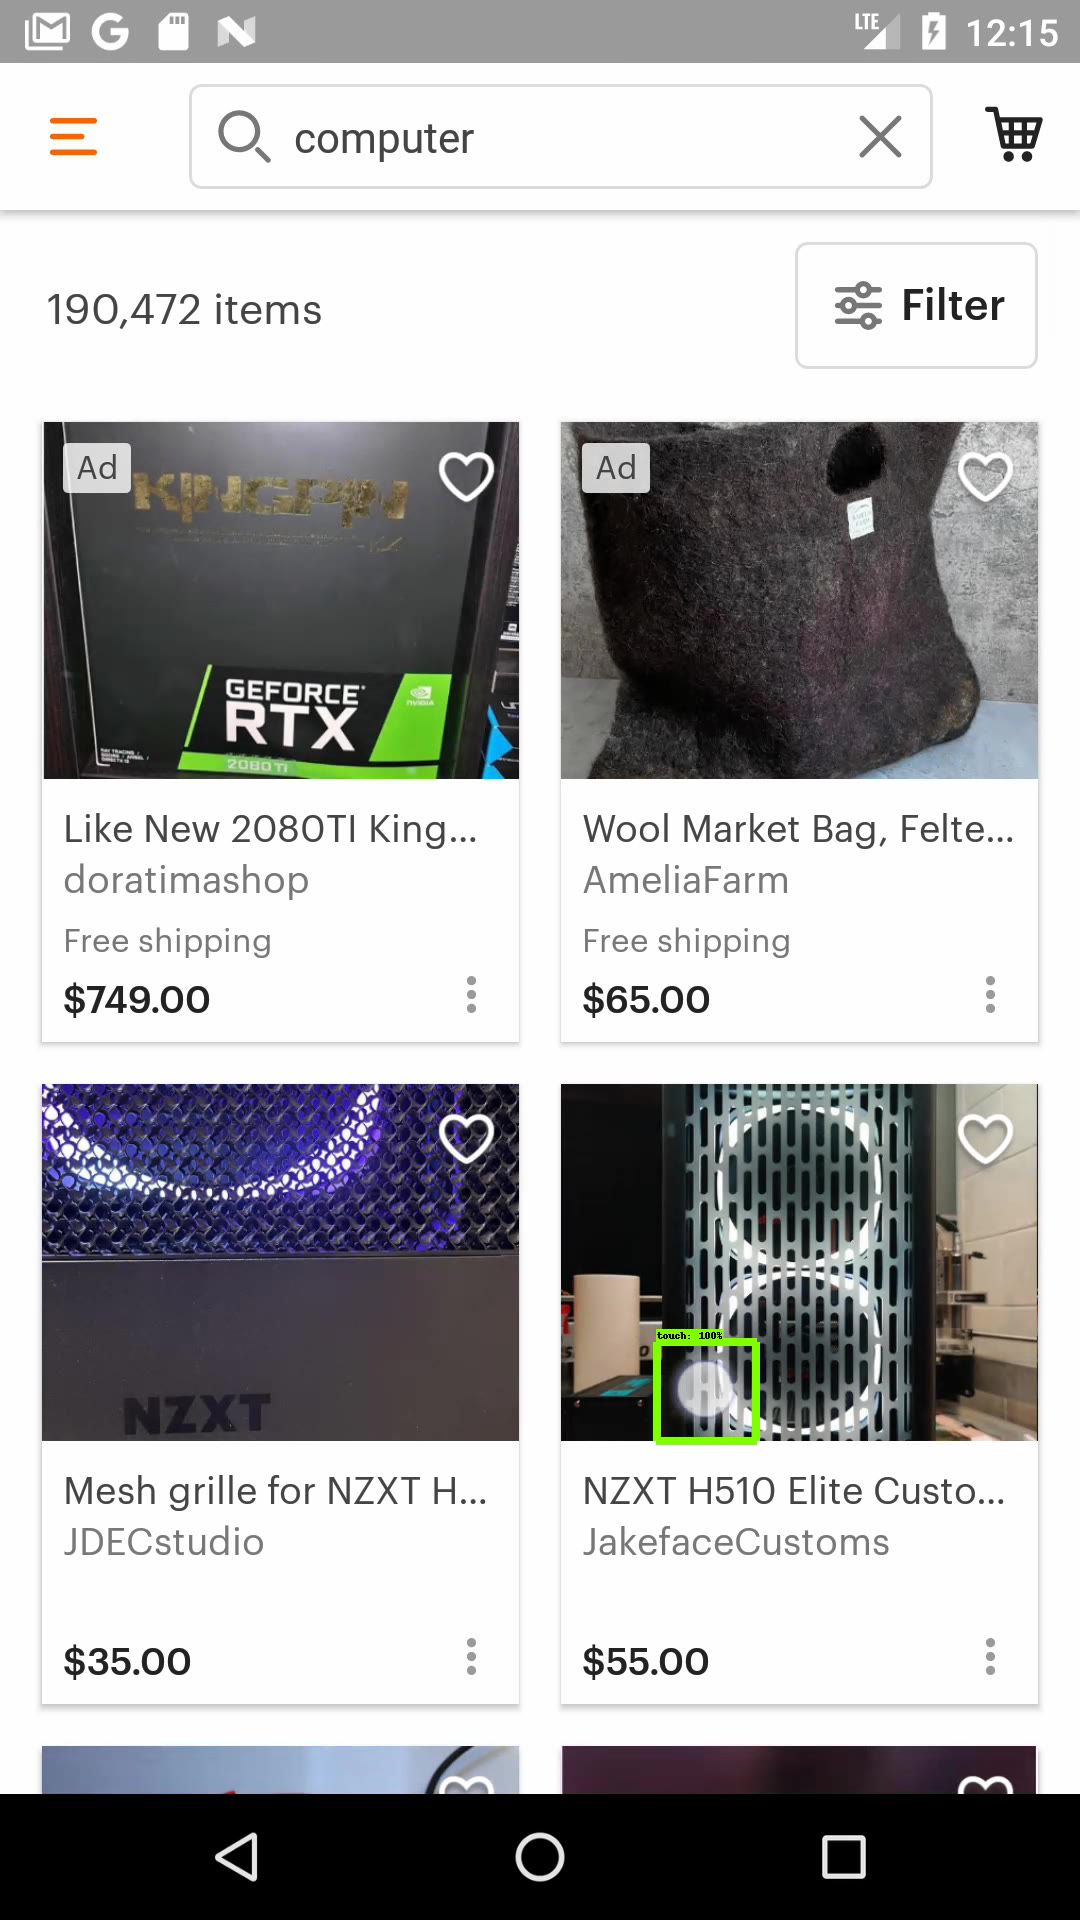 LTE 12:15
computer
190,472 items
Filter
Ad
KINGPIN
GEFORCE
RTX
NVIDIA
2080 TI
Ad
Like New 2080TI King...
doratimashop
Free shipping
$749.00
Wool Market Bag, Felte...
AmeliaFarm
Free shipping
$65.00
NZXT
touch: 100%
Mesh grille for NZXT H...
JDECstudio
$35.00
NZXT H510 Elite Custo...
JakefaceCustoms
$55.00